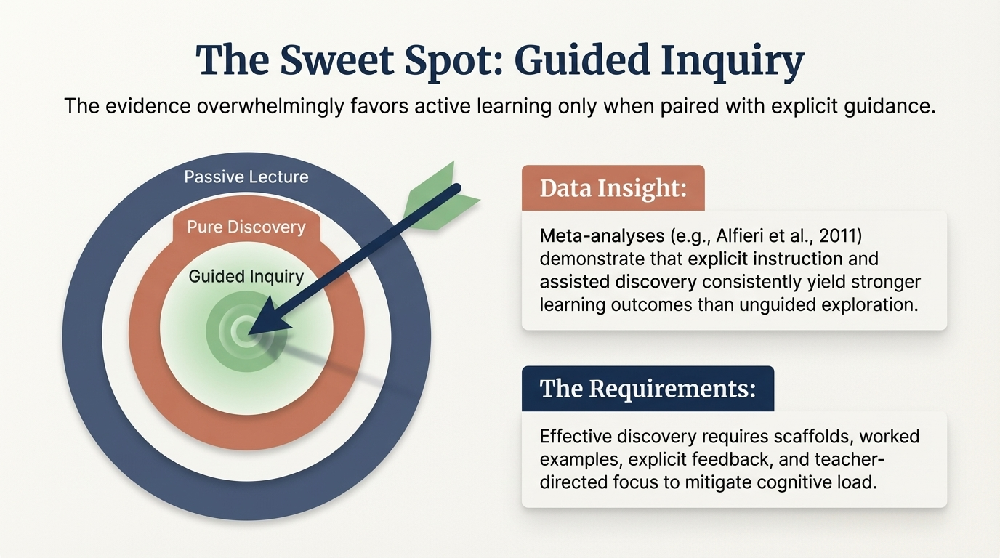 The Sweet Spot: Guided Inquiry
The evidence overwhelmingly favors active learning only when paired with explicit guidance.
Passive Lecture
Pure Discovery
Guided Inquiry
Data Insight:
Meta-analyses (e.g., Alfieri et al., 2011)
demonstrate that explicit instruction and
assisted discovery consistently yield stronger
learning outcomes than unguided exploration.
The Requirements:
Effective discovery requires scaffolds, worked
examples, explicit feedback, and teacher-
directed focus to mitigate cognitive load.